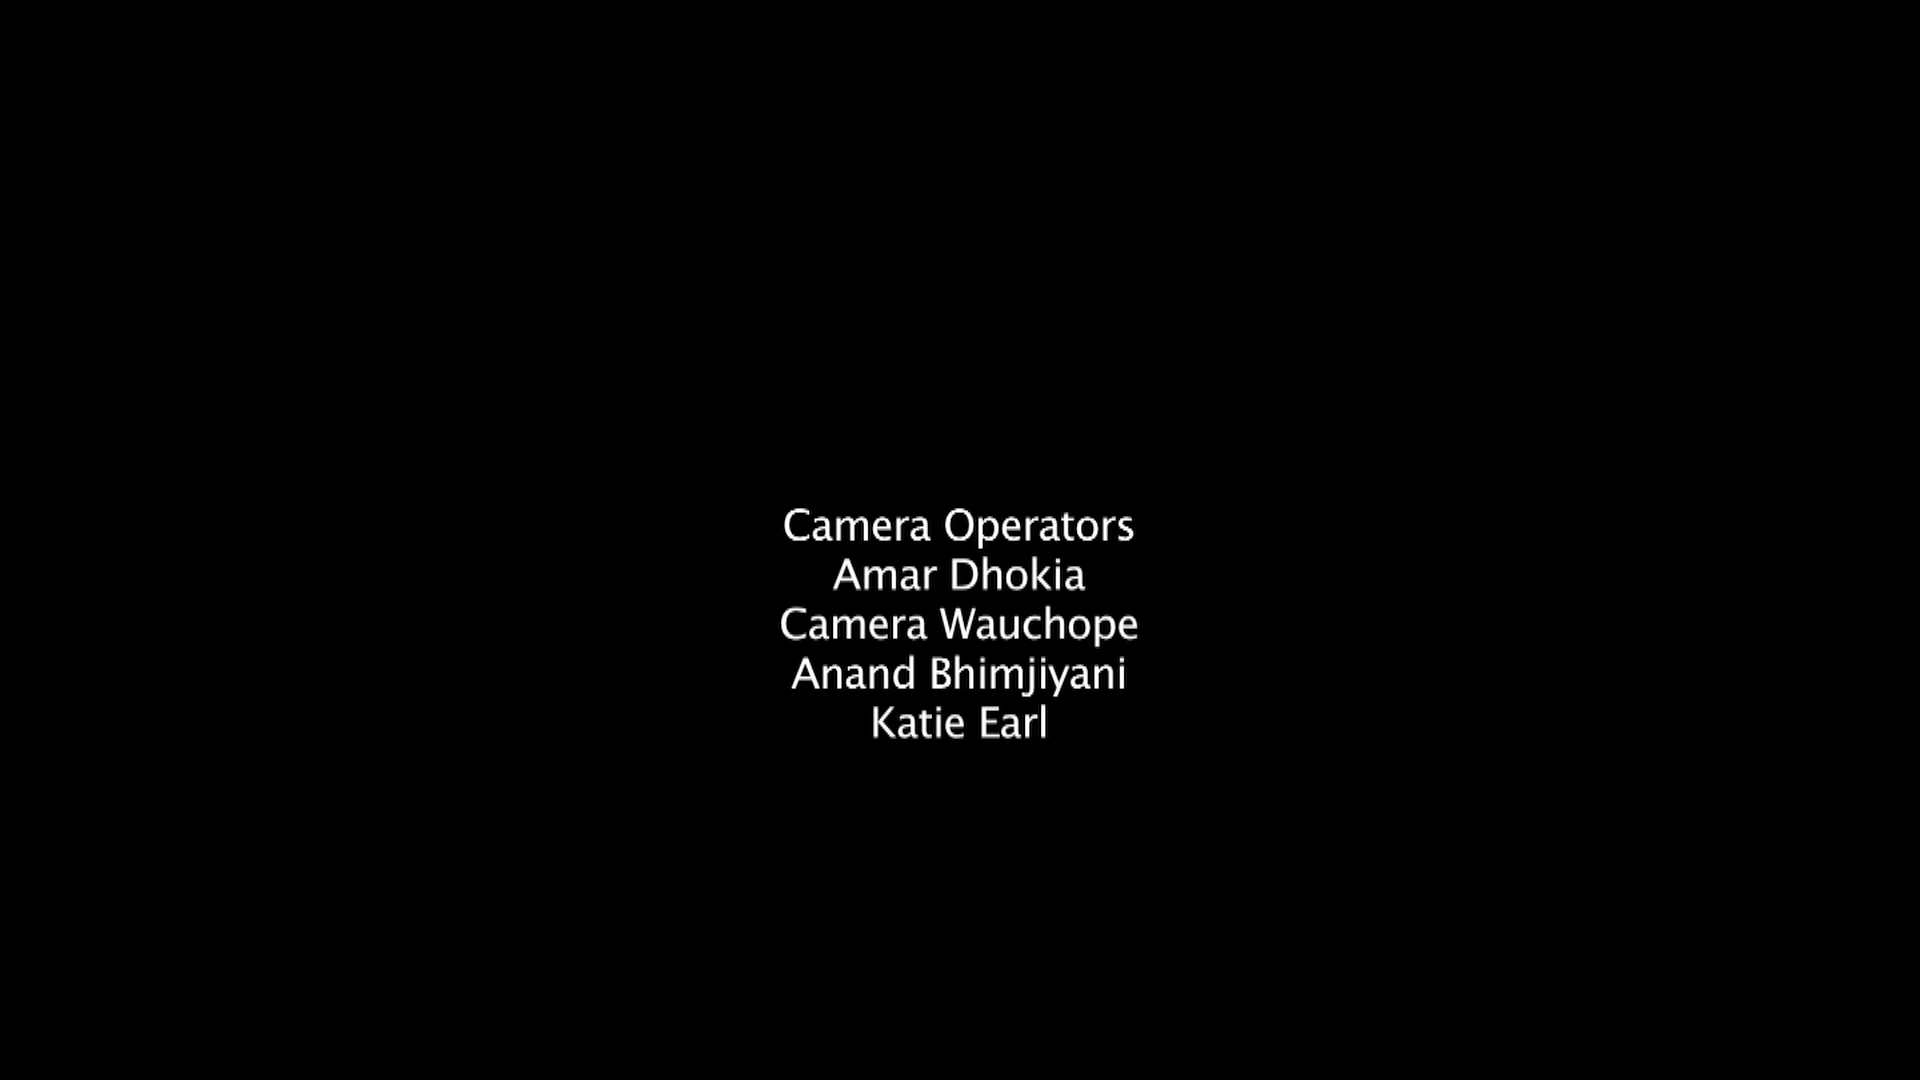 Camera Operators
Amar Dhokia
Camera Wauchope
Anand Bhimjiyani
Katie Earl